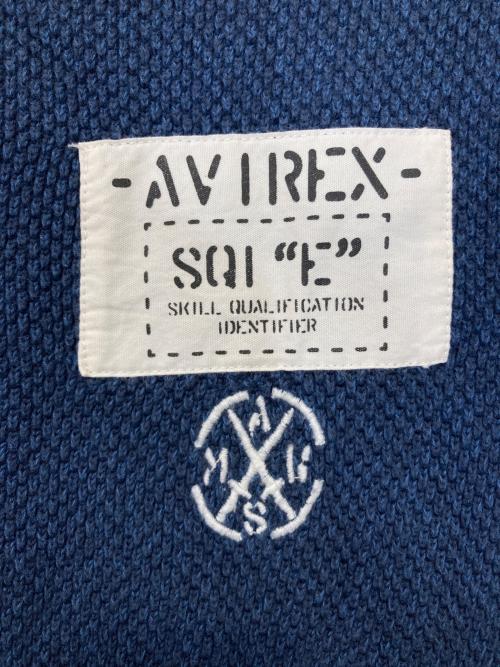 -AVIREX-
SQI “E”
SKILL QUALIFICATION
IDENTIFIER
A
S